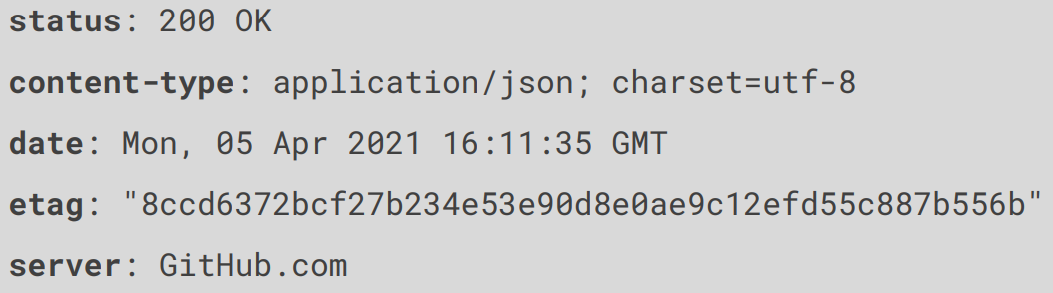 status: 200 OK
content-type: application/json; charset=utf-8
date: Mon, 05 Apr 2021 16:11:35 GMT
etag: "8ccd6372bcf27b234e53e90d8e0ae9c12efd55c887b556b"
server: GitHub.com